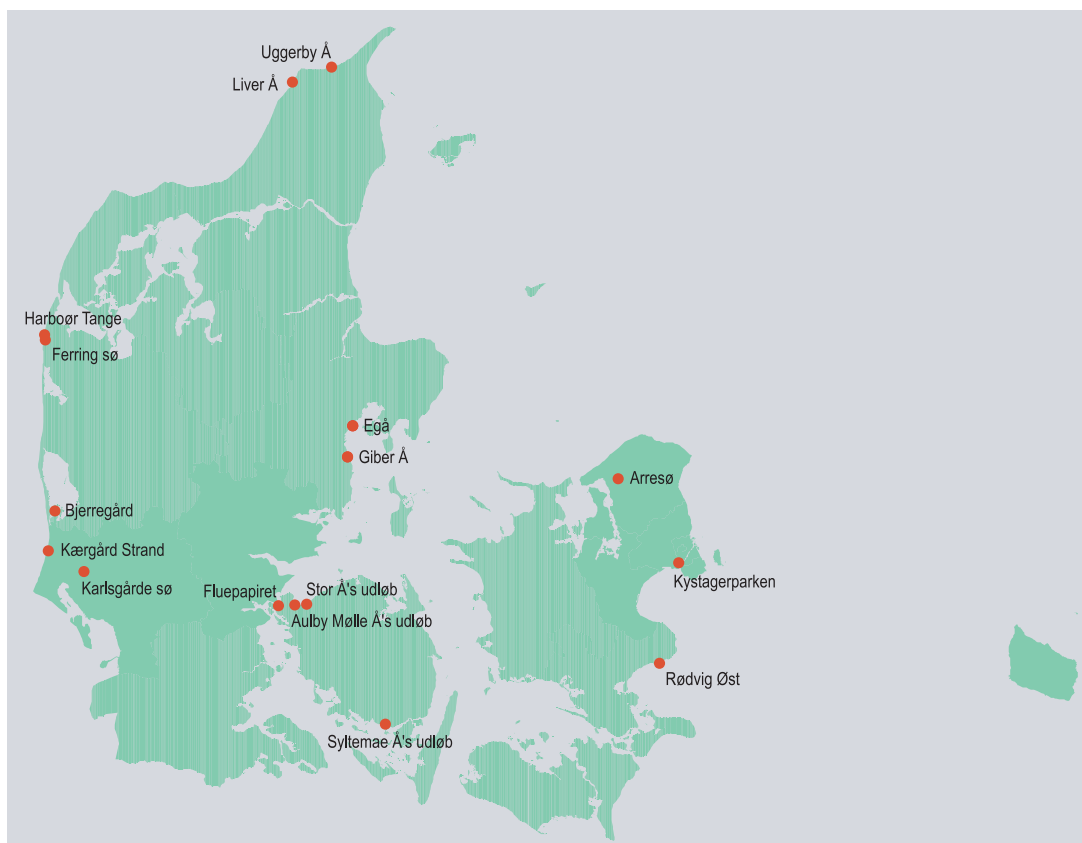 Uggerby Å
Liver Å
Harboør Tange
Ferring sø
Egå
Giber Å
Arresø
Bjerregård
Kærgård Strand
Karlsgårde sø
Kystagerparken
Fluepapiret
Stor Å's udløb
Aulby Mølle Å's udløb
Rødvig Øst
Syltemae Å's udløb